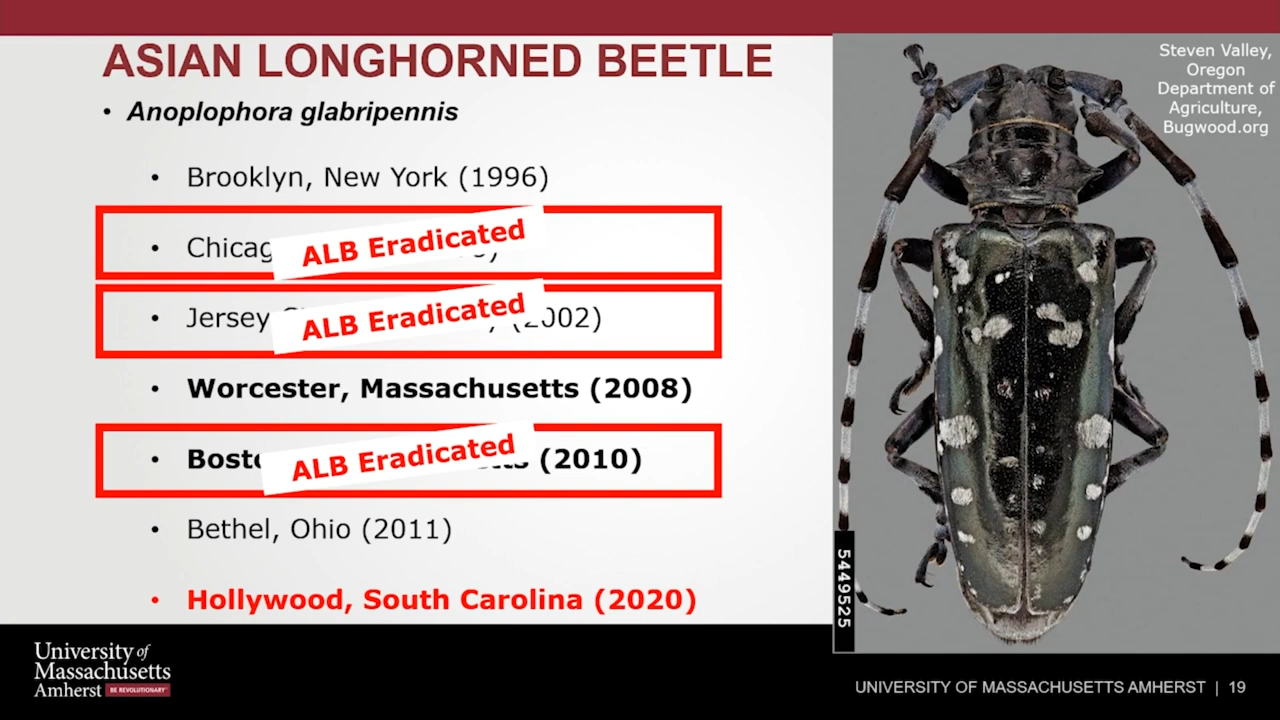 ASIAN LONGHORNED BEETLE
• Anoplophora glabripennis
• Brooklyn, New York (1996)
ALB Eradicated
ALB Eradicated
• Jersey (2002)
• Worcester, Massachusetts (2008)
ALB Eradicated
• (2010)
• Bethel, Ohio (2011)
• Hollywood, South Carolina (2020)
Steven Valley,
Oregon
Department of
Agriculture,
Bugwood.org
5449525
University of
Massachusetts
Amherst BE REVOLUTIONARY
UNIVERSITY OF MASSACHUSETTS AMHERST | 19